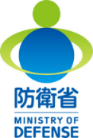 防衛省
MINISTRY OF
DEFENSE